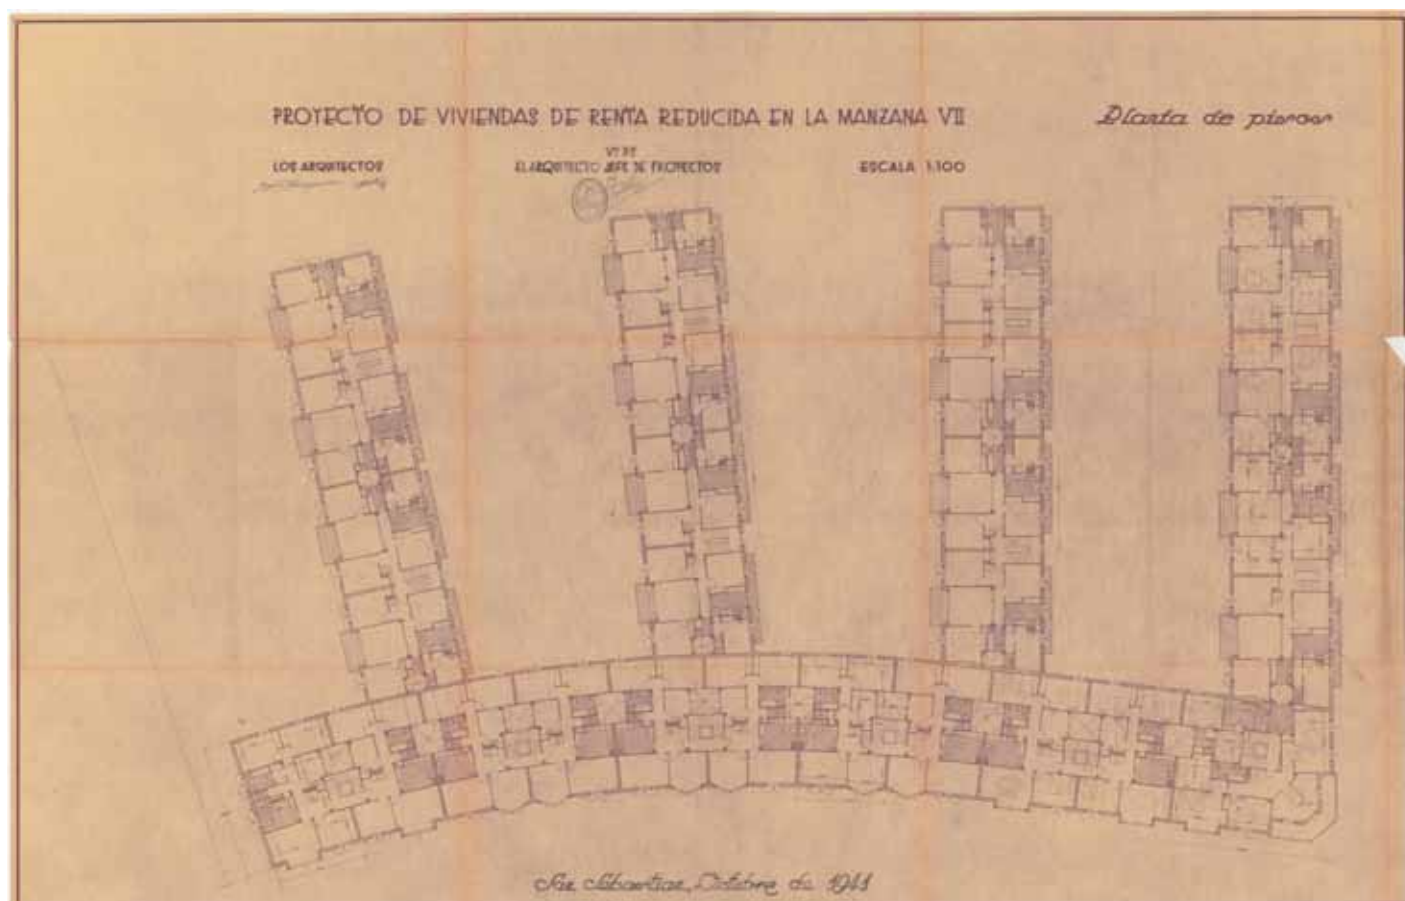 PROYECTO DE VIVIENDAS DE RENTA REDUCIDA EN LA MANZANA VII
Planta de pisos
LOS ARQUITECTOS
Vº Bº
EL ARQUITECTO JEFE DE PROYECTOS
ESCALA 1:100
San Sebastian, Octubre de 1941